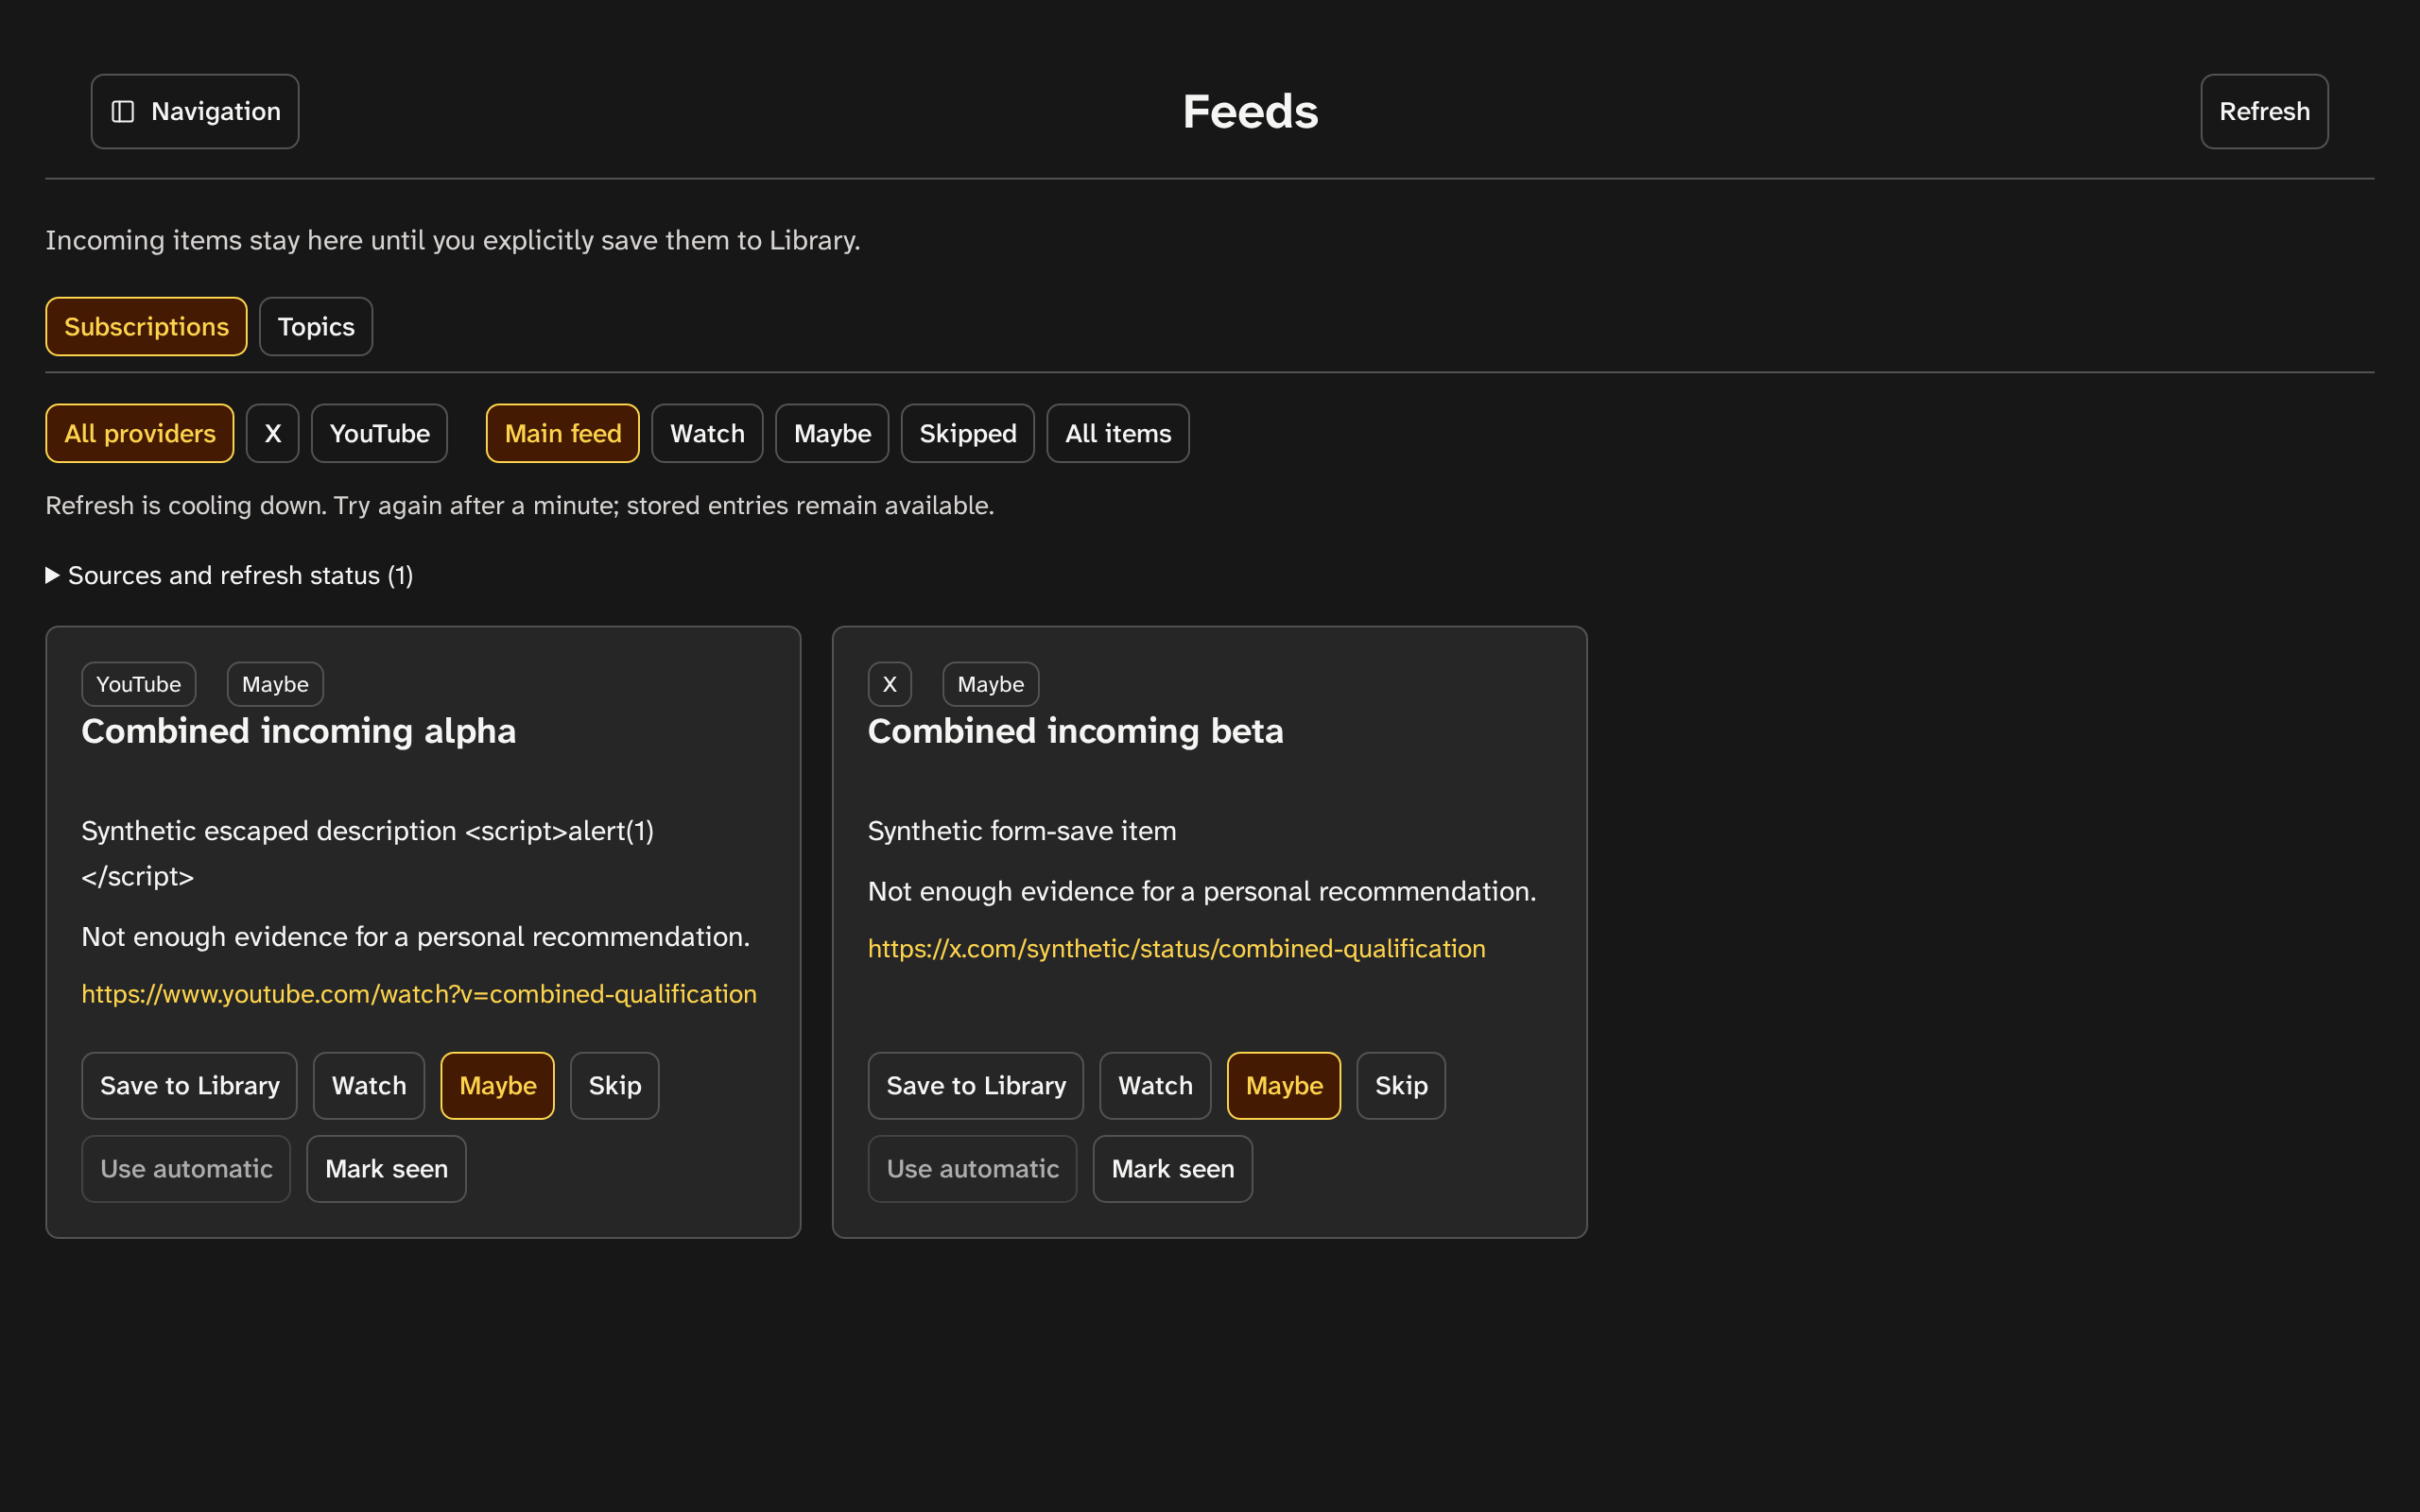 Navigation
Feeds
Refresh
Incoming items stay here until you explicitly save them to Library.
Subscriptions
Topics
All providers
X
YouTube
Main feed
Watch
Maybe
Skipped
All items
Refresh is cooling down. Try again after a minute; stored entries remain available.
Sources and refresh status (1)
YouTube
Maybe
Combined incoming alpha
Synthetic escaped description <script>alert(1)
</script>
Not enough evidence for a personal recommendation.
https://www.youtube.com/watch?v=combined-qualification
Save to Library
Watch
Maybe
Skip
Use automatic
Mark seen
X
Maybe
Combined incoming beta
Synthetic form-save item
Not enough evidence for a personal recommendation.
https://x.com/synthetic/status/combined-qualification
Save to Library
Watch
Maybe
Skip
Use automatic
Mark seen